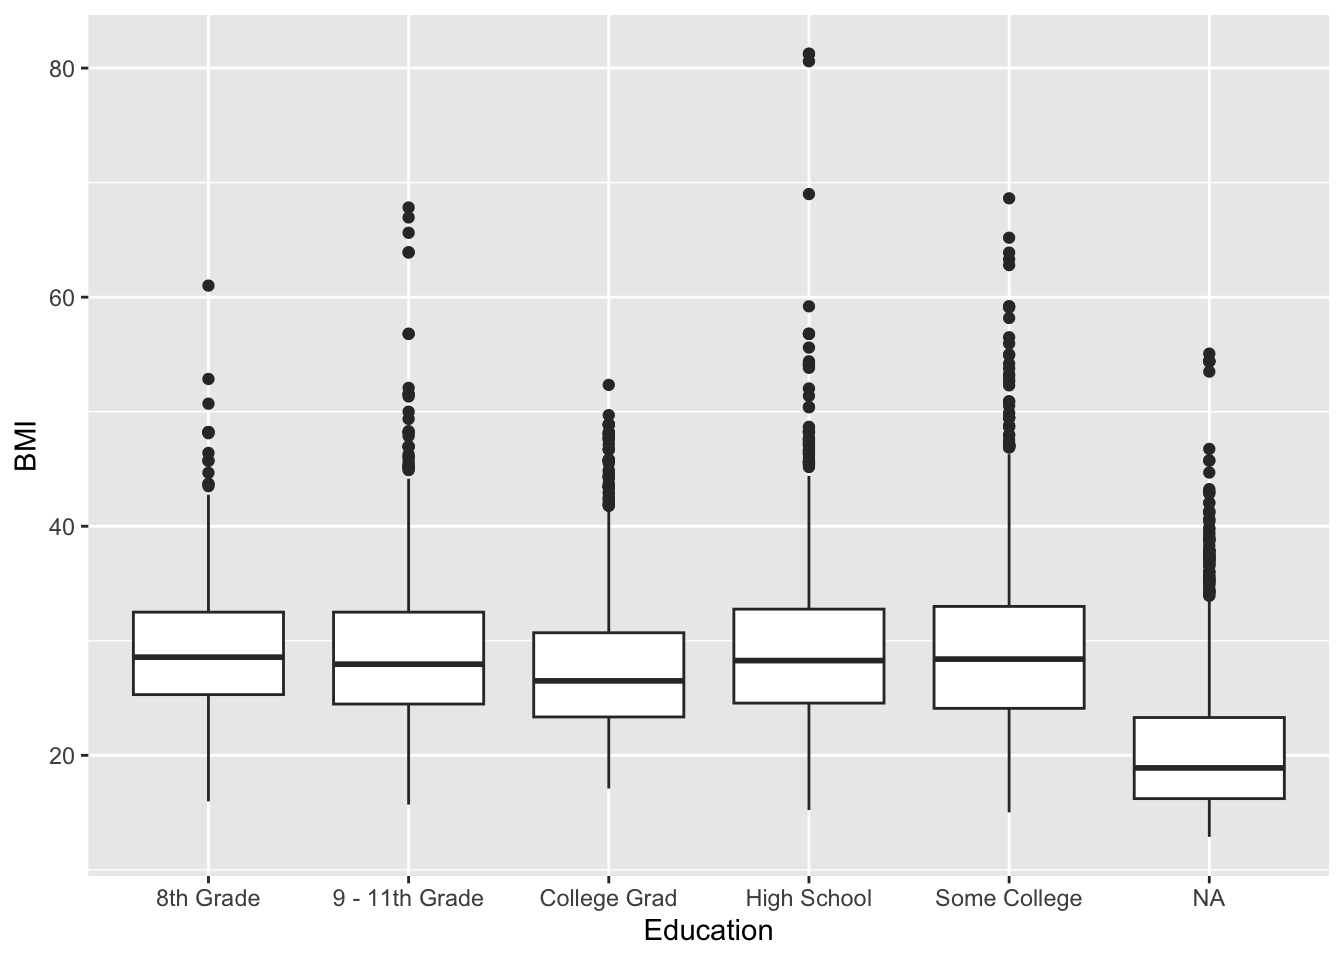 80
60
40
20
BMI
8th Grade
9 - 11th Grade
College Grad
High School
Some College
NA
Education